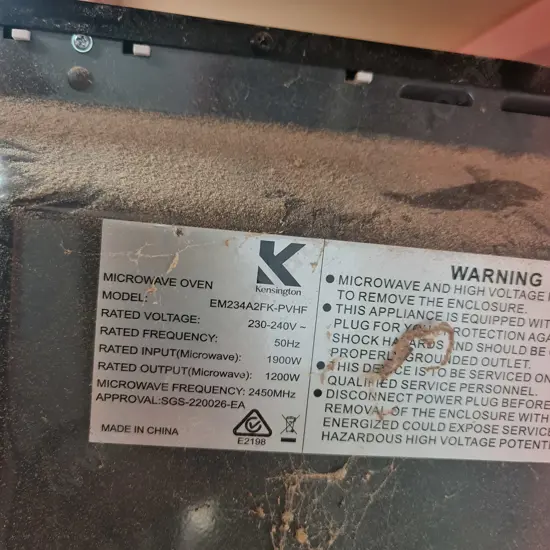 K
Kensington
MICROWAVE OVEN
MODEL: EM234A2FK-PVHF
RATED VOLTAGE: 230-240V ~
RATED FREQUENCY: 50Hz
RATED INPUT(Microwave): 1900W
RATED OUTPUT(Microwave): 1200W
MICROWAVE FREQUENCY: 2450MHz
APPROVAL:SGS-220026-EA
MADE IN CHINA
E2198
WARNING
● MICROWAVE AND HIGH VOLTAGE
TO REMOVE THE ENCLOSURE.
● THIS APPLIANCE IS EQUIPPED WIT
PLUG FOR YOUR PROTECTION AGA
SHOCK HAZARDS AND SHOULD BE
PROPERLY GROUNDED OUTLET.
● THIS DEVICE IS TO BE SERVICED ON
QUALIFIED SERVICE PERSONNEL.
● DISCONNECT POWER PLUG BEFORE
REMOVAL OF THE ENCLOSURE WITH
ENERGIZED COULD EXPOSE SERVICE
HAZARDOUS HIGH VOLTAGE POTENT